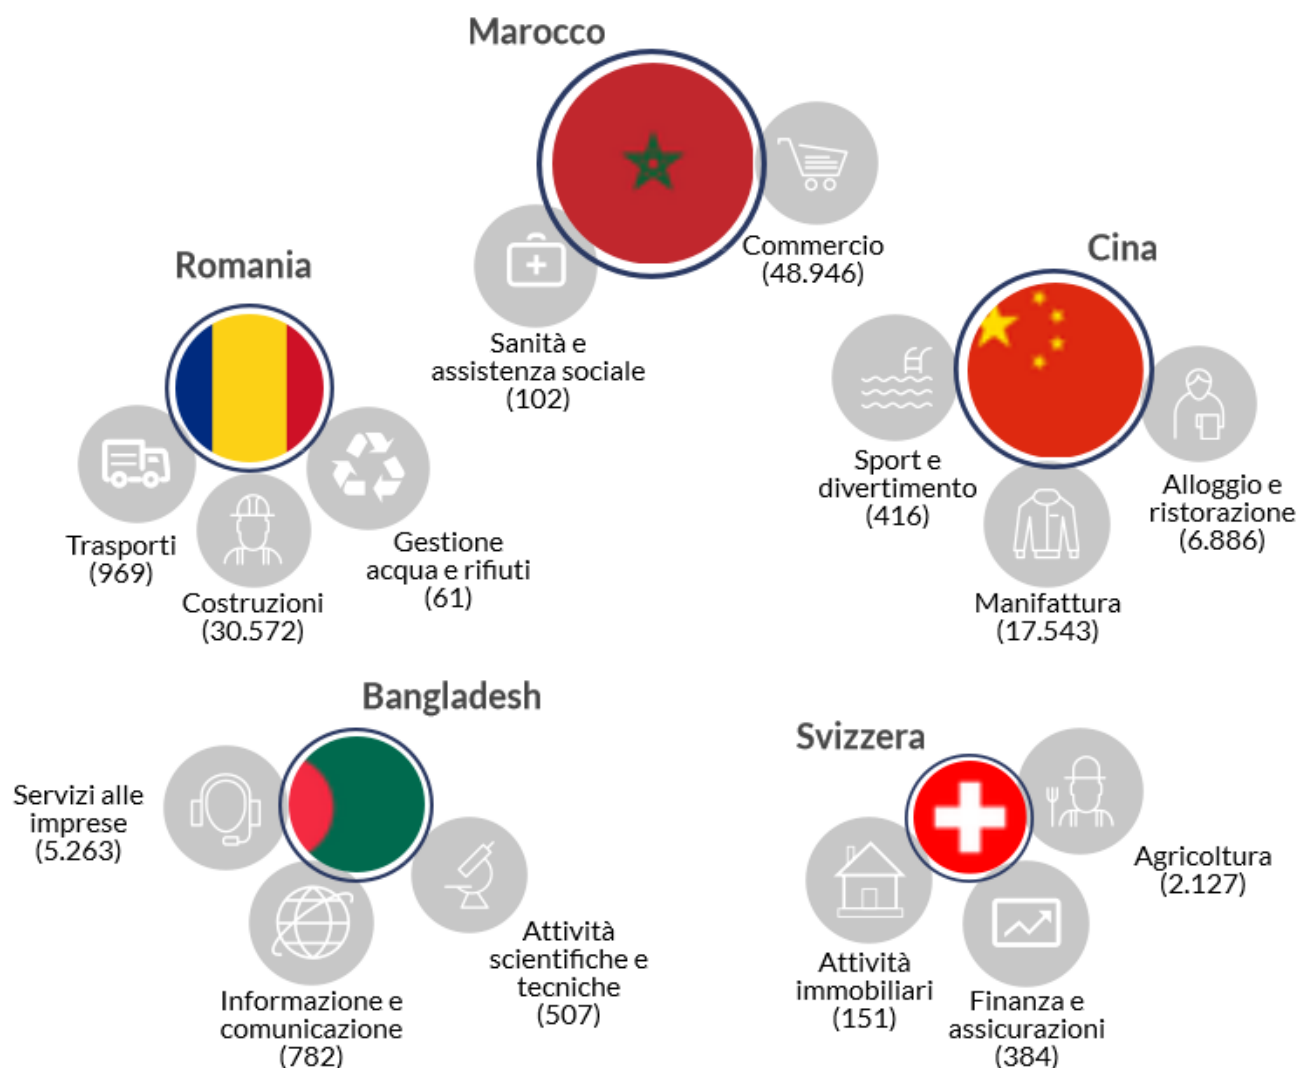 Marocco
Commercio
(48.946)
Sanità e
assistenza sociale
(102)
Romania
Trasporti
(969)
Costruzioni
(30.572)
Gestione
acqua e rifiuti
(61)
Cina
Sport e
divertimento
(416)
Manifattura
(17.543)
Alloggio e
ristorazione
(6.886)
Bangladesh
Servizi alle
imprese
(5.263)
Informazione e
comunicazione
(782)
Attività
scientifiche e
tecniche
(507)
Svizzera
Attività
immobiliari
(151)
Finanza e
assicurazioni
(384)
Agricoltura
(2.127)